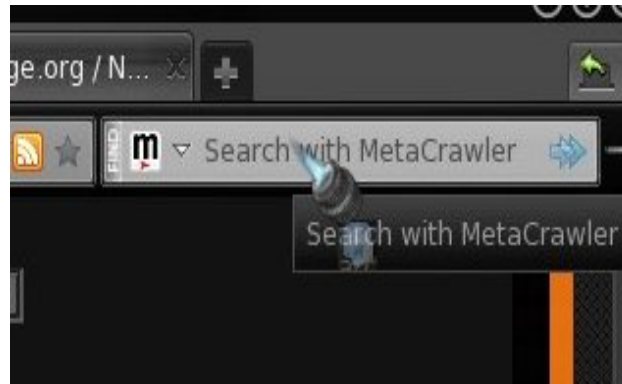 ge.org / N...
FIND m Search with MetaCrawler
Search with MetaCrawler